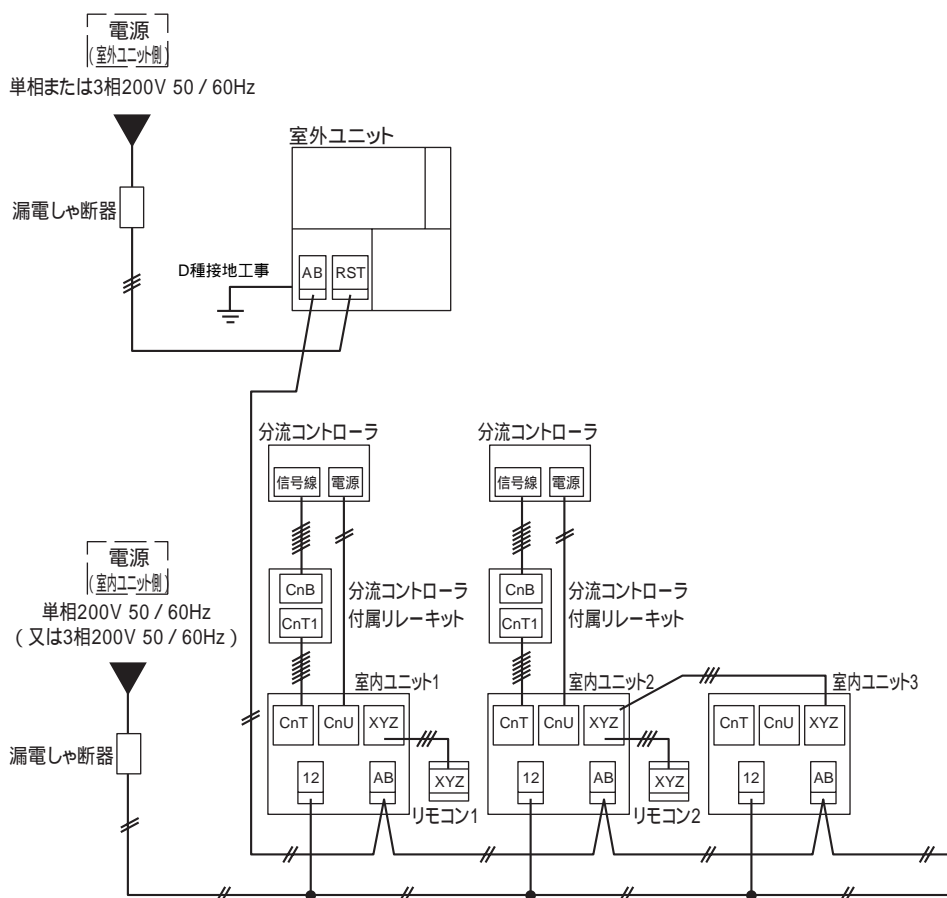 電源
(室外ユニット側)
単相または3相200V 50 / 60Hz
漏電しゃ断器
室外ユニット
D種接地工事
AB
RST
分流コントローラ
信号線
電源
分流コントローラ
信号線
電源
CnB
CnT1
分流コントローラ
付属リレーキット
CnB
CnT1
分流コントローラ
付属リレーキット
電源
(室内ユニット側)
単相200V 50 / 60Hz
(又は3相200V 50 / 60Hz)
漏電しゃ断器
室内ユニット1
CnT
CnU
XYZ
12
AB
XYZ
リモコン1
室内ユニット2
CnT
CnU
XYZ
12
AB
XYZ
リモコン2
室内ユニット3
CnT
CnU
XYZ
12
AB